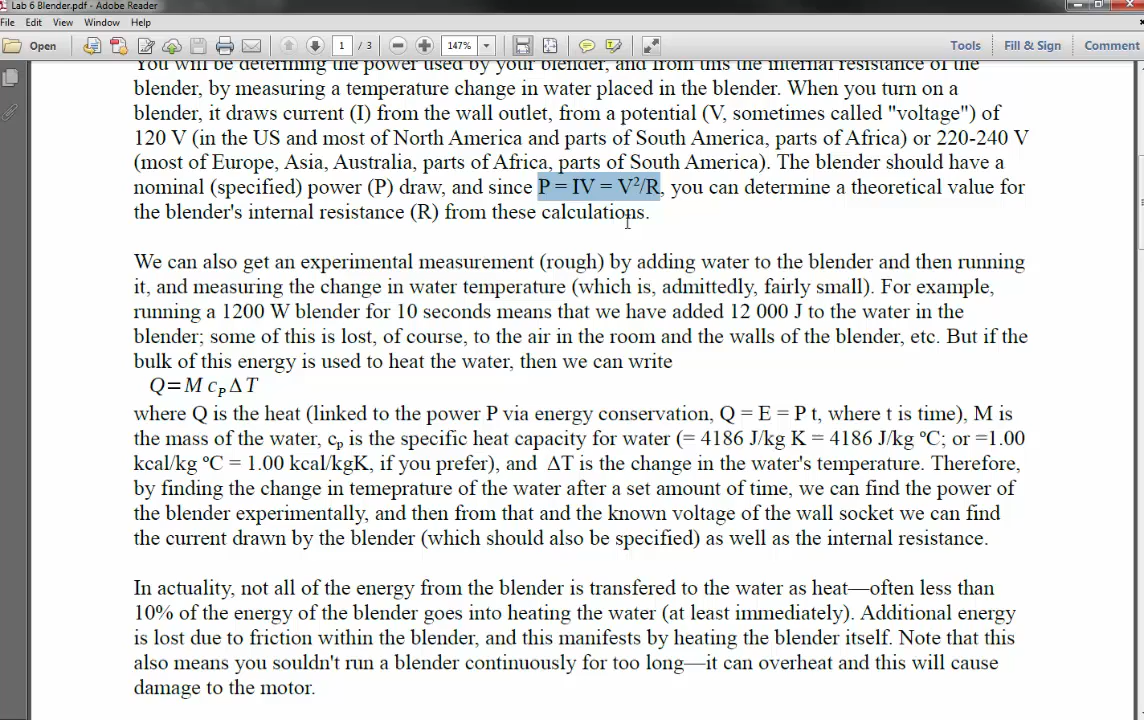 Lab 6 Blender.pdf - Adobe Reader
File Edit View Window Help
Open 1 / 3 147% Tools Fill & Sign Comment
You will be determining the power used by your blender, and from this the internal resistance of the
blender, by measuring a temperature change in water placed in the blender. When you turn on a
blender, it draws current (I) from the wall outlet, from a potential (V, sometimes called "voltage") of
120 V (in the US and most of North America and parts of South America, parts of Africa) or 220-240 V
(most of Europe, Asia, Australia, parts of Africa, parts of South America). The blender should have a
nominal (specified) power (P) draw, and since P = IV = V²/R, you can determine a theoretical value for
the blender's internal resistance (R) from these calculations.
We can also get an experimental measurement (rough) by adding water to the blender and then running
it, and measuring the change in water temperature (which is, admittedly, fairly small). For example,
running a 1200 W blender for 10 seconds means that we have added 12 000 J to the water in the
blender; some of this is lost, of course, to the air in the room and the walls of the blender, etc. But if the
bulk of this energy is used to heat the water, then we can write
Q=M cₚ Δ T
where Q is the heat (linked to the power P via energy conservation, Q = E = P t, where t is time), M is
the mass of the water, cₚ is the specific heat capacity for water (= 4186 J/kg K = 4186 J/kg ºC; or =1.00
kcal/kg ºC = 1.00 kcal/kgK, if you prefer), and ΔT is the change in the water's temperature. Therefore,
by finding the change in temeprature of the water after a set amount of time, we can find the power of
the blender experimentally, and then from that and the known voltage of the wall socket we can find
the current drawn by the blender (which should also be specified) as well as the internal resistance.
In actuality, not all of the energy from the blender is transfered to the water as heat—often less than
10% of the energy of the blender goes into heating the water (at least immediately). Additional energy
is lost due to friction within the blender, and this manifests by heating the blender itself. Note that this
also means you souldn't run a blender continuously for too long—it can overheat and this will cause
damage to the motor.